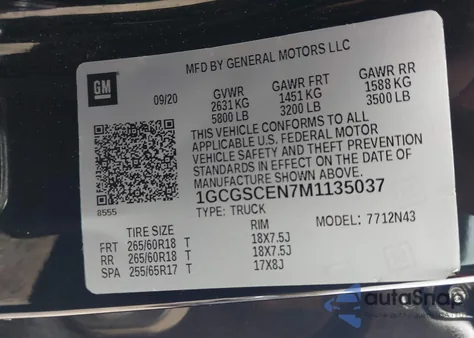 GM
MFD BY GENERAL MOTORS LLC
09/20
GVWR GAWR FRT GAWR RR
2631 KG 1451 KG 1588 KG
5800 LB 3200 LB 3500 LB
THIS VEHICLE CONFORMS TO ALL
APPLICABLE U.S. FEDERAL MOTOR
VEHICLE SAFETY AND THEFT PREVENTION
STANDARDS IN EFFECT ON THE DATE OF
MANUFACTURE SHOWN ABOVE.
1GCGSCEN7M1135037
8555
TYPE: TRUCK MODEL: 7712N43
TIRE SIZE RIM
FRT 265/60R18 T 18X7.5J
RR 265/60R18 T 18X7.5J
SPA 255/65R17 T 17X8J
autoSnap